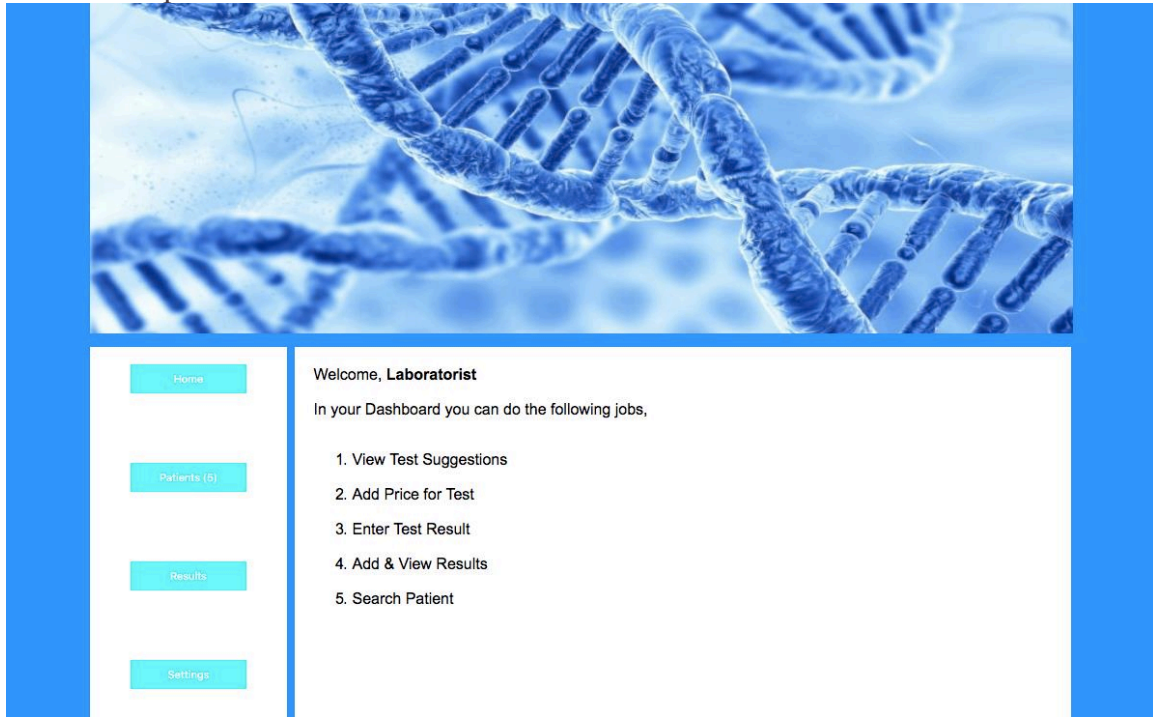 Home
Patients (5)
Results
Settings
Welcome, Laboratorist
In your Dashboard you can do the following jobs,
1. View Test Suggestions
2. Add Price for Test
3. Enter Test Result
4. Add & View Results
5. Search Patient